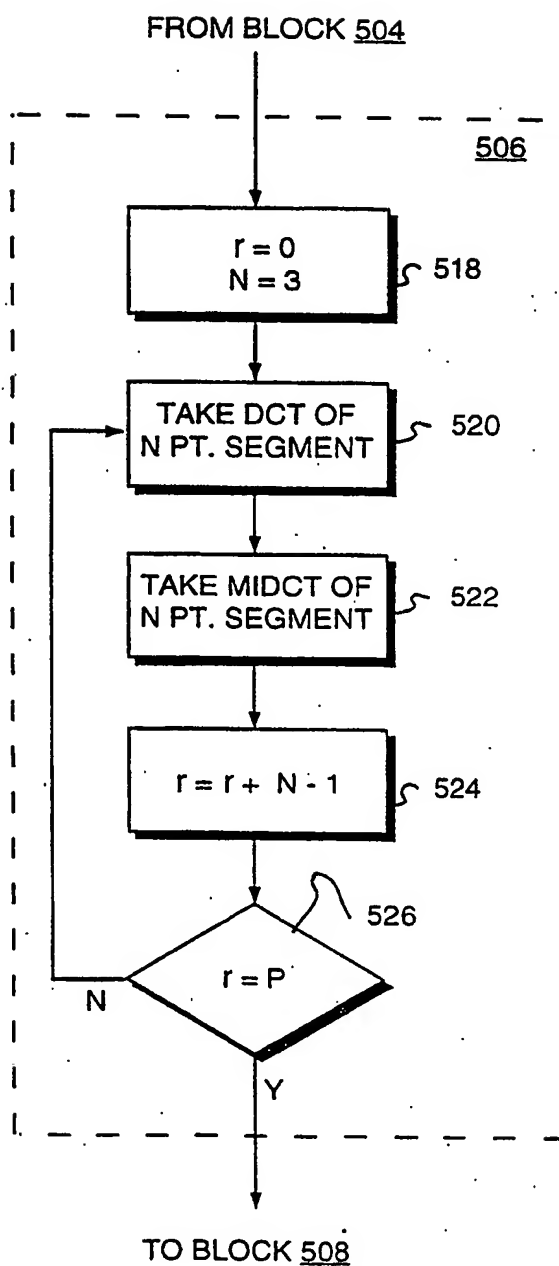 FROM BLOCK 504
506
r = 0
N = 3
518
TAKE DCT OF
N PT. SEGMENT
520
TAKE MIDCT OF
N PT. SEGMENT
522
r = r + N - 1
524
526
r = P
N
Y
TO BLOCK 508